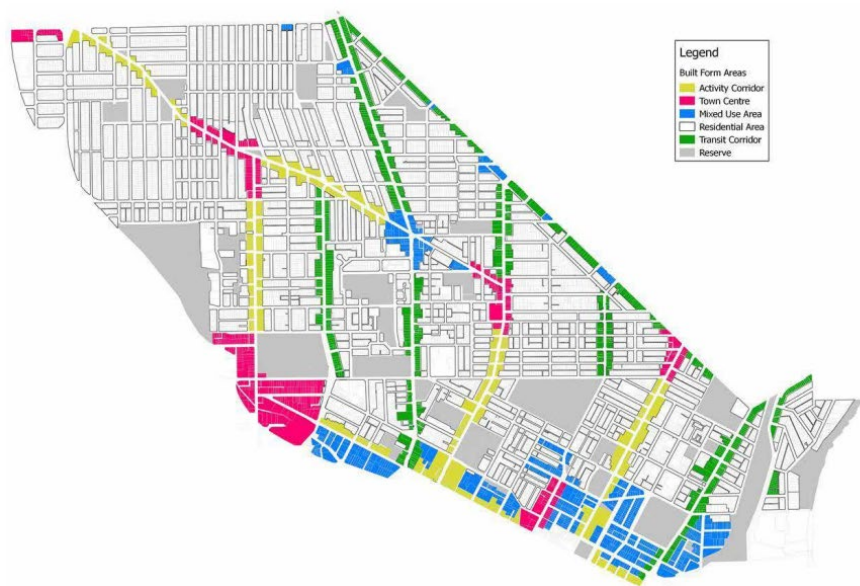 Legend
Built Form Areas
Activity Corridor
Town Centre
Mixed Use Area
Residential Area
Transit Corridor
Reserve